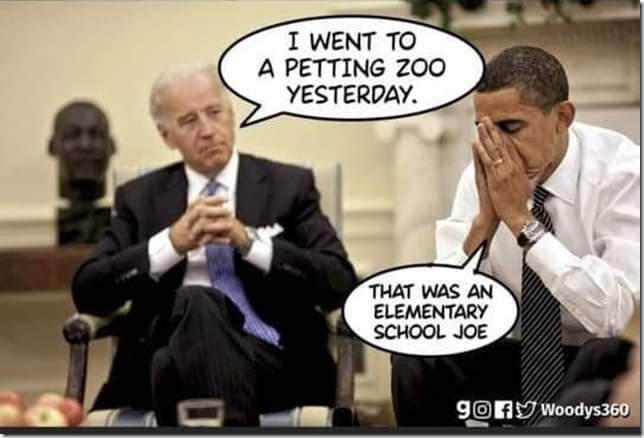 I WENT TO
A PETTING ZOO
YESTERDAY.
THAT WAS AN
ELEMENTARY
SCHOOL JOE
Woodys360